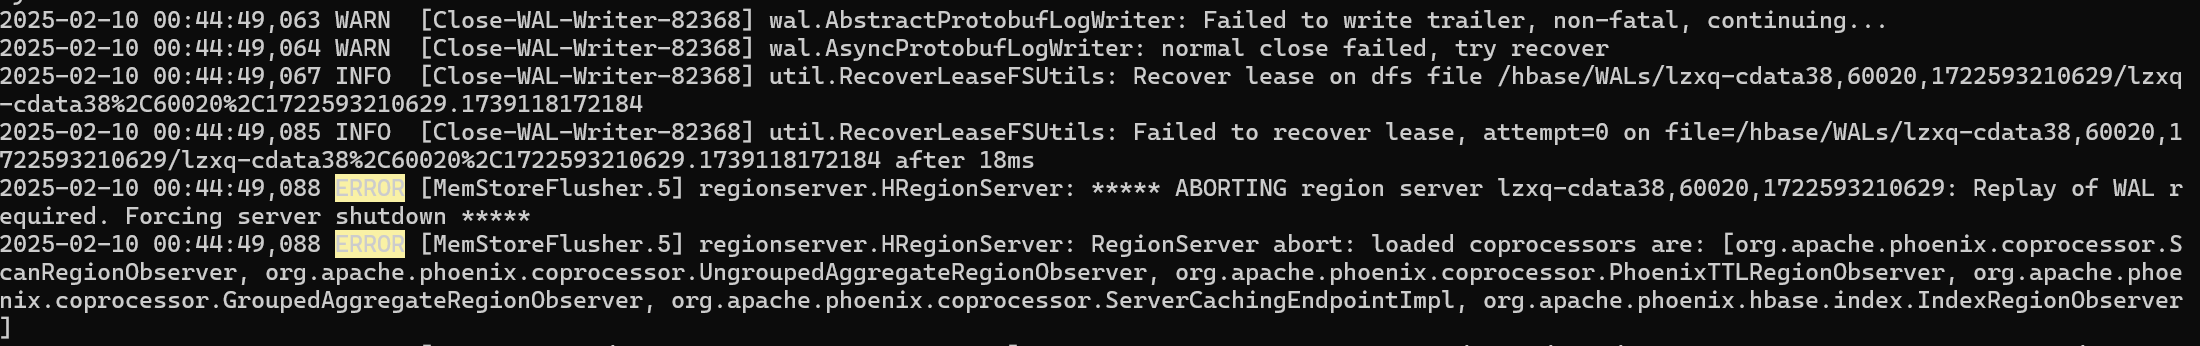 2025-02-10 00:44:49,063 WARN  [Close-WAL-Writer-82368] wal.AbstractProtobufLogWriter: Failed to write trailer, non-fatal, continuing...
2025-02-10 00:44:49,064 WARN  [Close-WAL-Writer-82368] wal.AsyncProtobufLogWriter: normal close failed, try recover
2025-02-10 00:44:49,067 INFO  [Close-WAL-Writer-82368] util.RecoverLeaseFSUtils: Recover lease on dfs file /hbase/WALs/lzxq-cdata38,60020,1722593210629/lzxq
-cdata38%2C60020%2C1722593210629.1739118172184
2025-02-10 00:44:49,085 INFO  [Close-WAL-Writer-82368] util.RecoverLeaseFSUtils: Failed to recover lease, attempt=0 on file=/hbase/WALs/lzxq-cdata38,60020,1
722593210629/lzxq-cdata38%2C60020%2C1722593210629.1739118172184 after 18ms
2025-02-10 00:44:49,088 ERROR [MemStoreFlusher.5] regionserver.HRegionServer: ***** ABORTING region server lzxq-cdata38,60020,1722593210629: Replay of WAL r
equired. Forcing server shutdown *****
2025-02-10 00:44:49,088 ERROR [MemStoreFlusher.5] regionserver.HRegionServer: RegionServer abort: loaded coprocessors are: [org.apache.phoenix.coprocessor.S
canRegionObserver, org.apache.phoenix.coprocessor.UngroupedAggregateRegionObserver, org.apache.phoenix.coprocessor.PhoenixTTLRegionObserver, org.apache.phoe
nix.coprocessor.GroupedAggregateRegionObserver, org.apache.phoenix.coprocessor.ServerCachingEndpointImpl, org.apache.phoenix.hbase.index.IndexRegionObserver
]